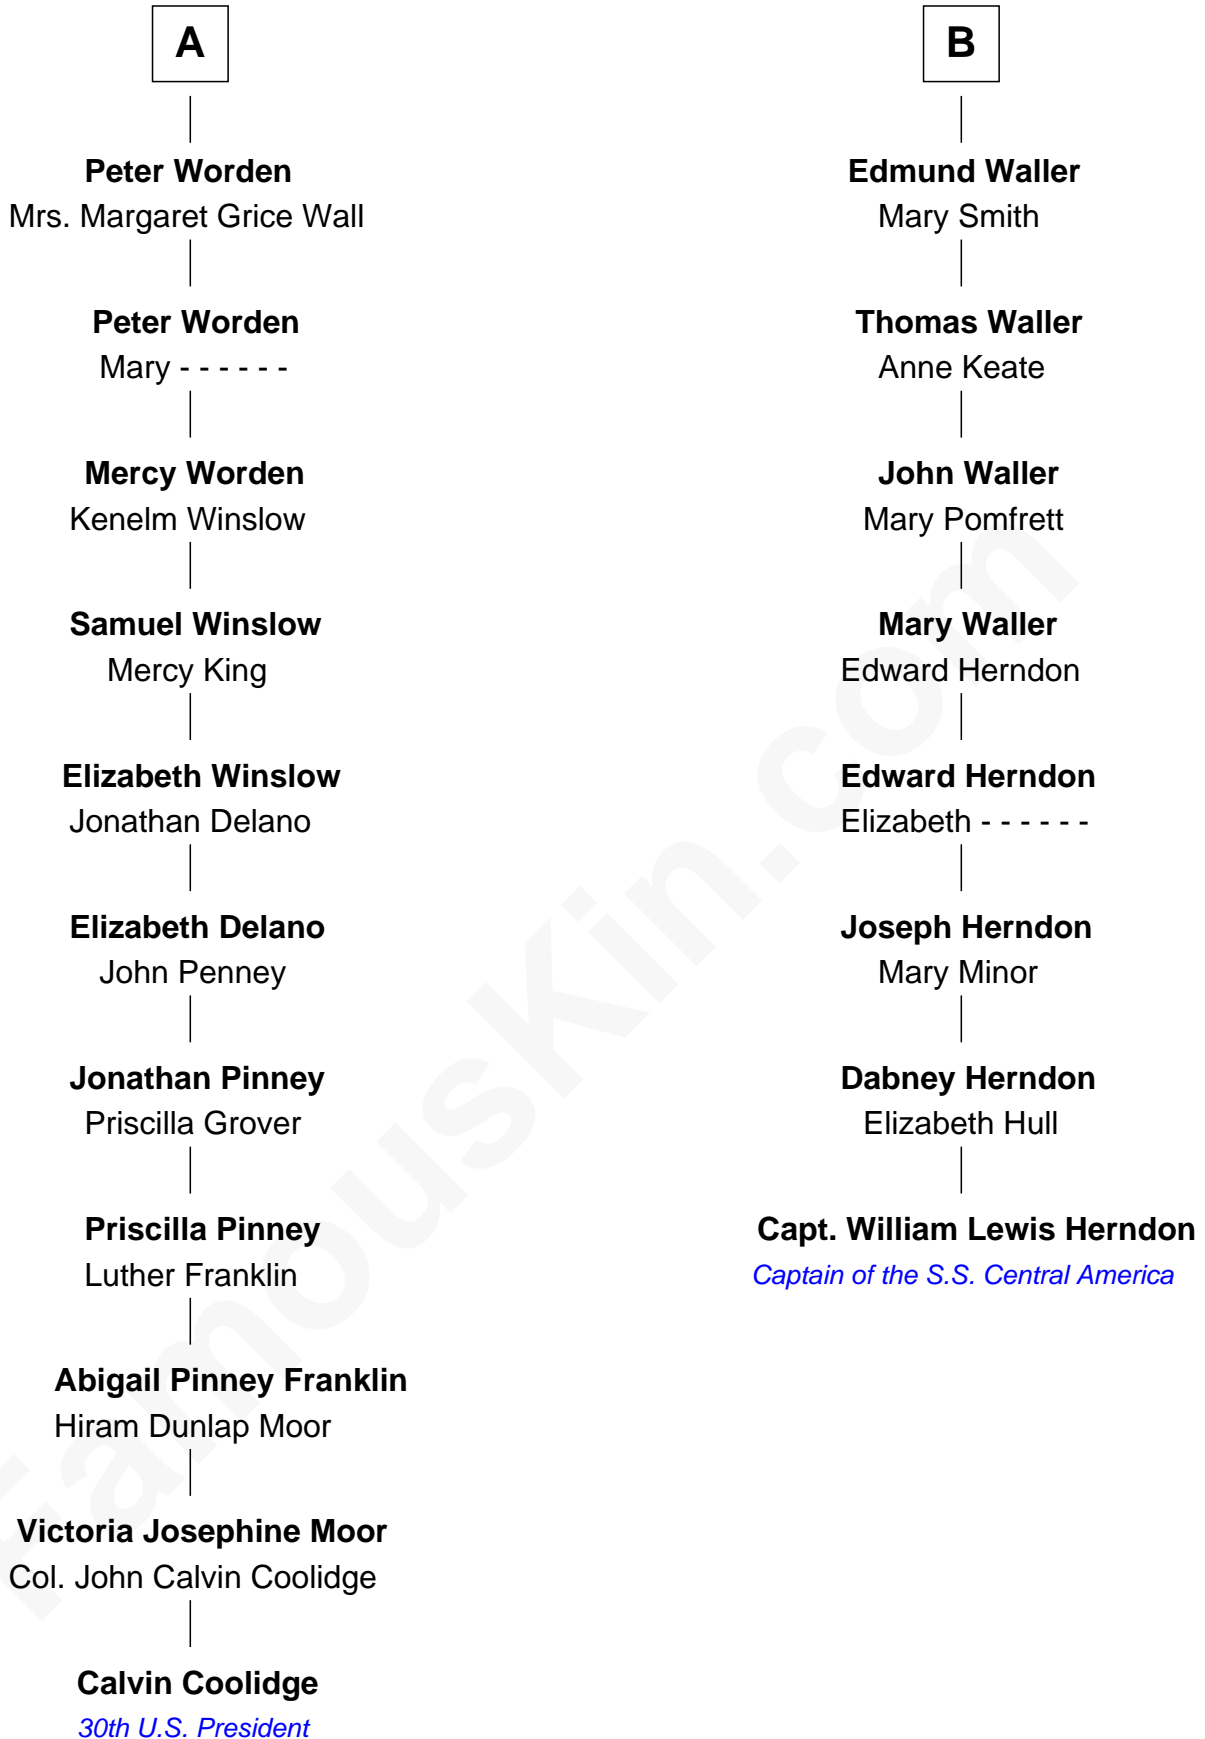 A
Peter Worden
Mrs. Margaret Grice Wall
Peter Worden
Mary - - - - - -
Mercy Worden
Kenelm Winslow
Samuel Winslow
Mercy King
Elizabeth Winslow
Jonathan Delano
Elizabeth Delano
John Penney
Jonathan Pinney
Priscilla Grover
Priscilla Pinney
Luther Franklin
Abigail Pinney Franklin
Hiram Dunlap Moor
Victoria Josephine Moor
Col. John Calvin Coolidge
Calvin Coolidge
30th U.S. President
B
Edmund Waller
Mary Smith
Thomas Waller
Anne Keate
John Waller
Mary Pomfrett
Mary Waller
Edward Herndon
Edward Herndon
Elizabeth - - - - - -
Joseph Herndon
Mary Minor
Dabney Herndon
Elizabeth Hull
Capt. William Lewis Herndon
Captain of the S.S. Central America
FamousKin.com